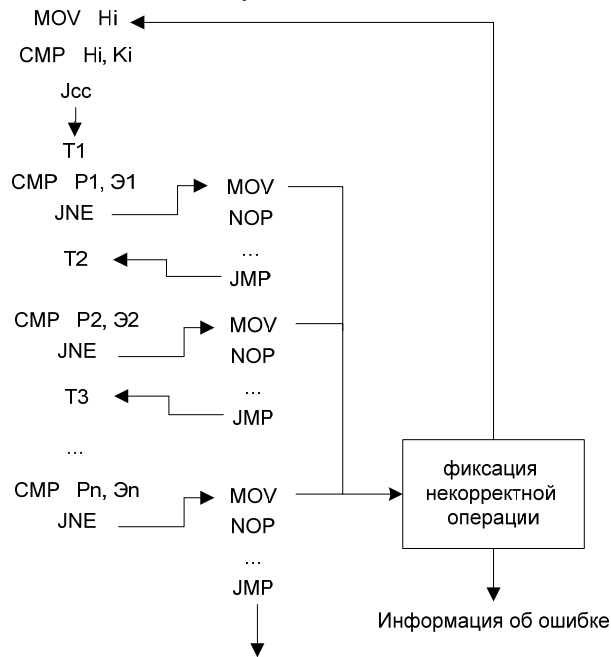 MOV Hi
CMP Hi, Ki
Jcc
T1
CMP P1, Э1
JNE
MOV
NOP
...
JMP
T2
CMP P2, Э2
JNE
MOV
NOP
...
JMP
T3
...
CMP Pn, Эn
JNE
MOV
NOP
...
JMP
фиксация
некорректной
операции
Информация об ошибке